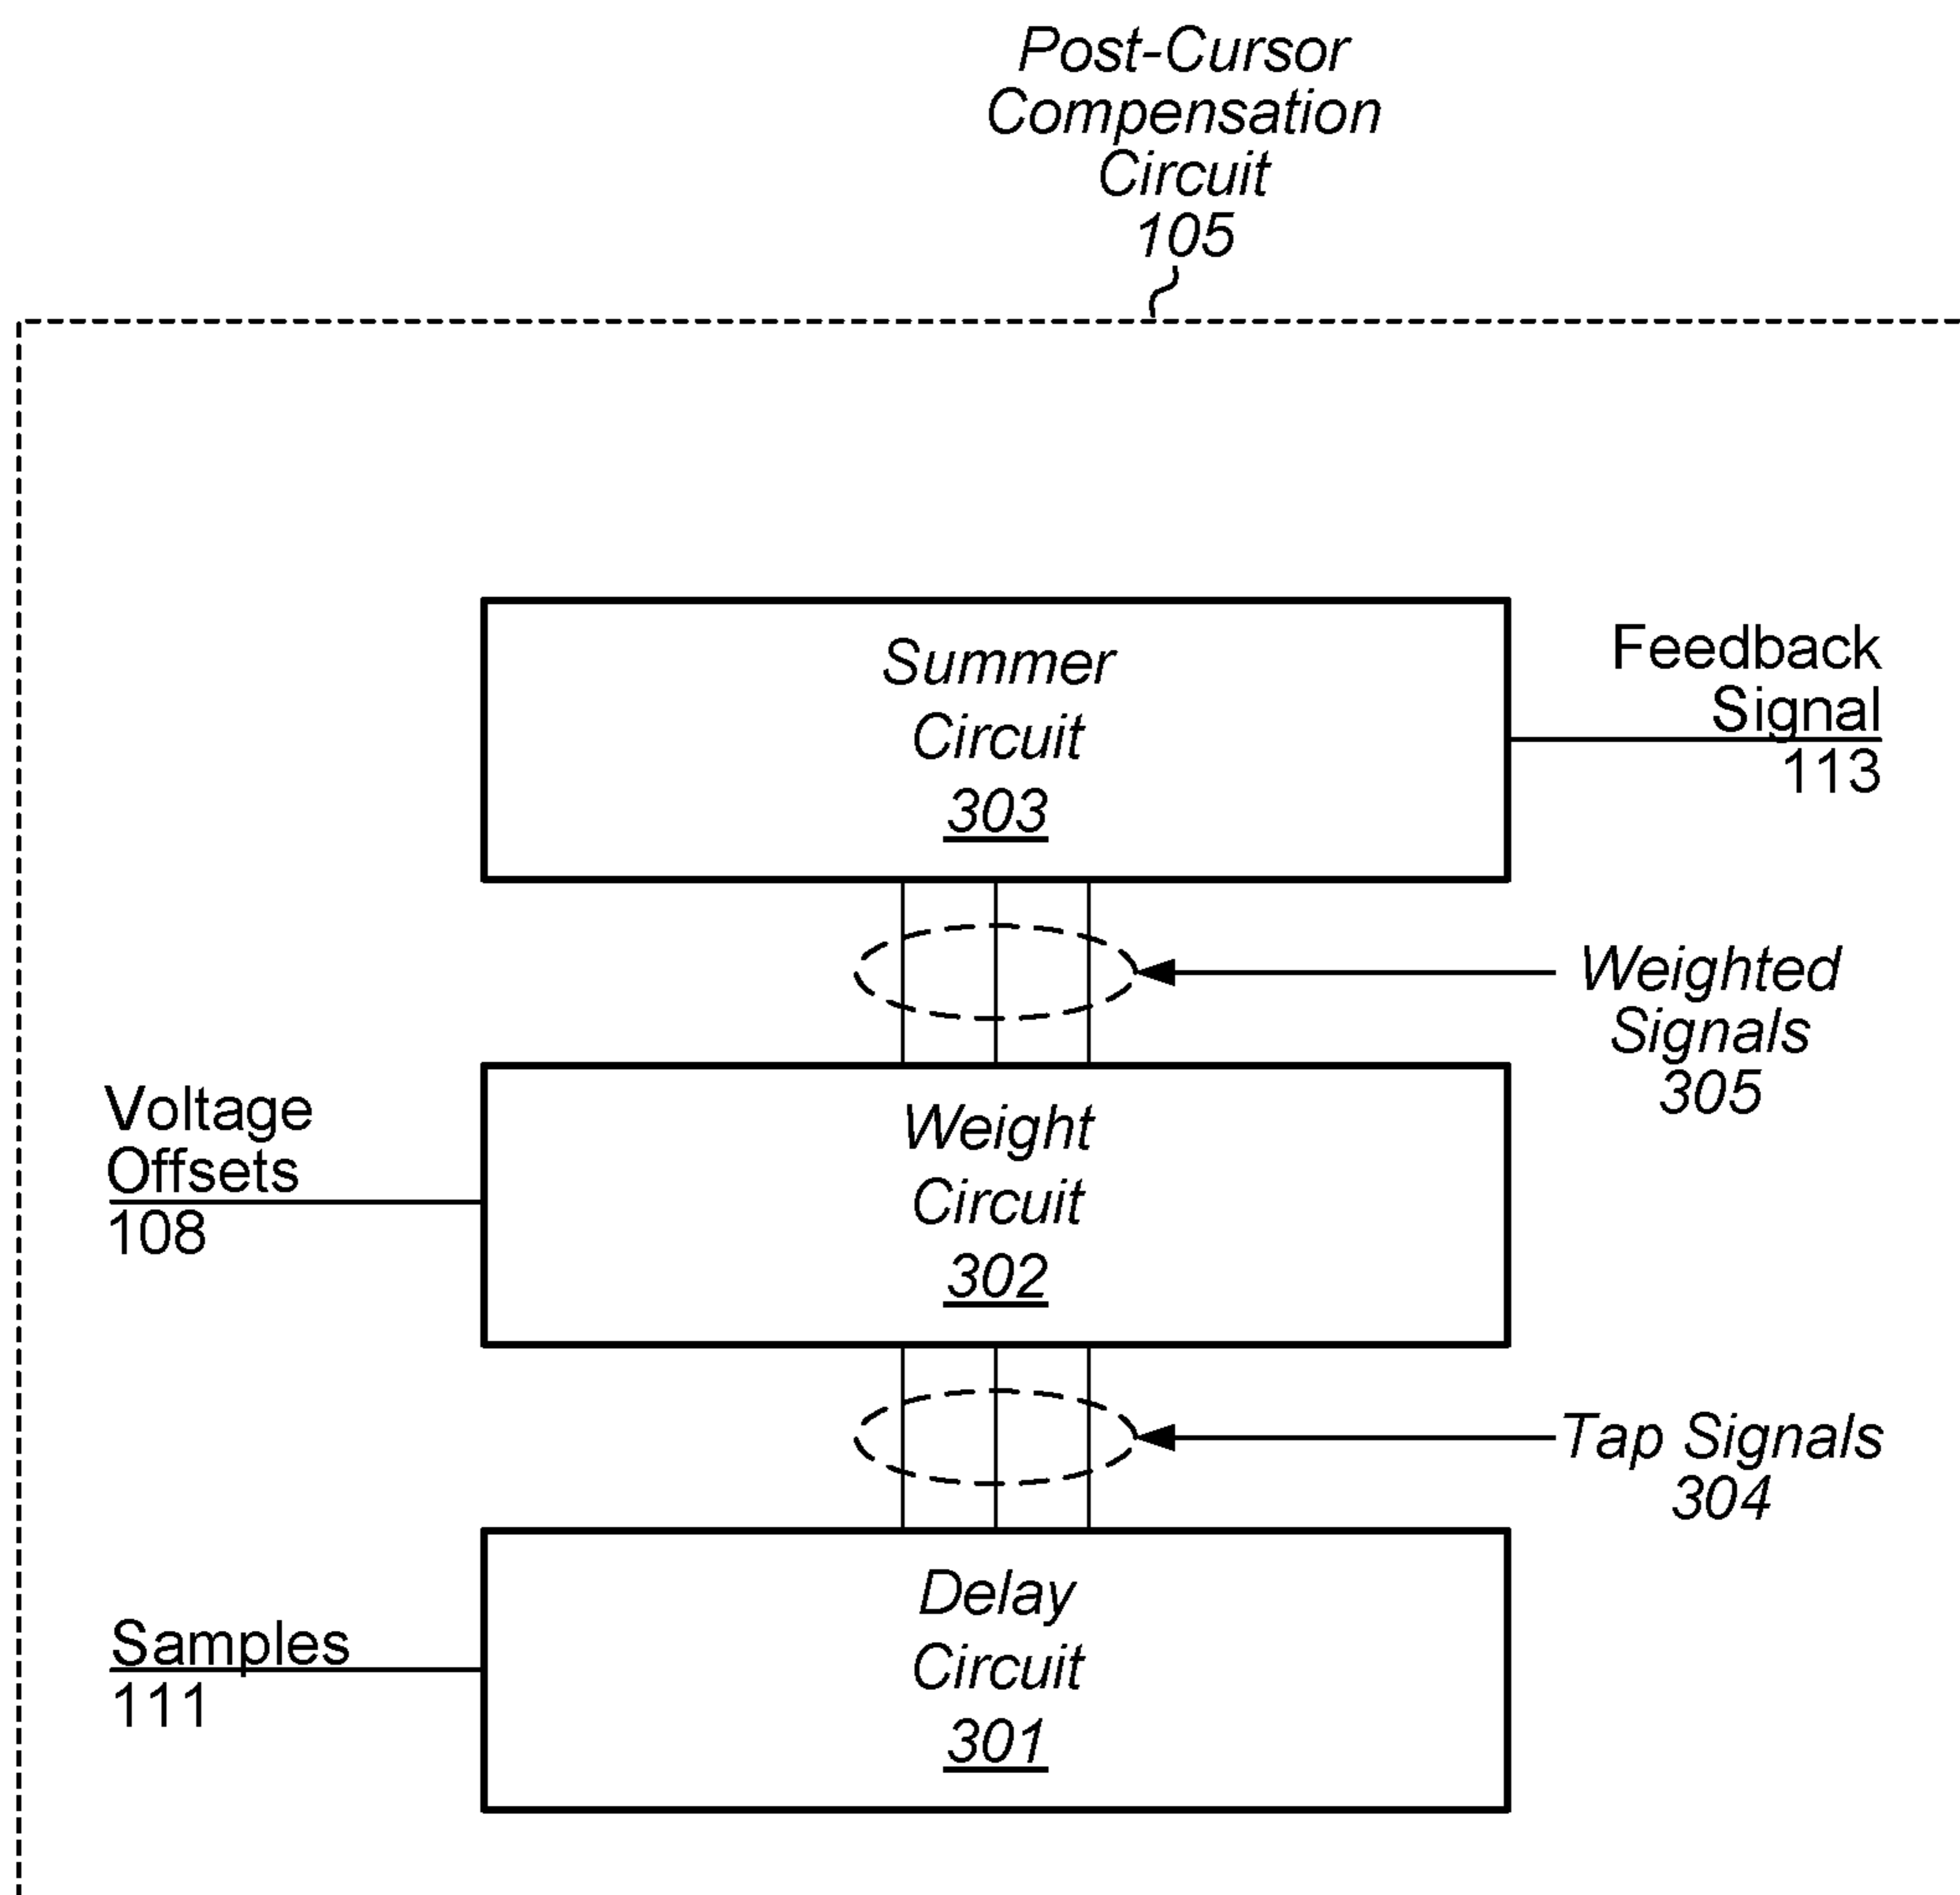 Post-Cursor
Compensation
Circuit
105
Summer
Circuit
303
Feedback
Signal
113
Weighted
Signals
305
Voltage
Offsets
108
Weight
Circuit
302
Tap Signals
304
Samples
111
Delay
Circuit
301